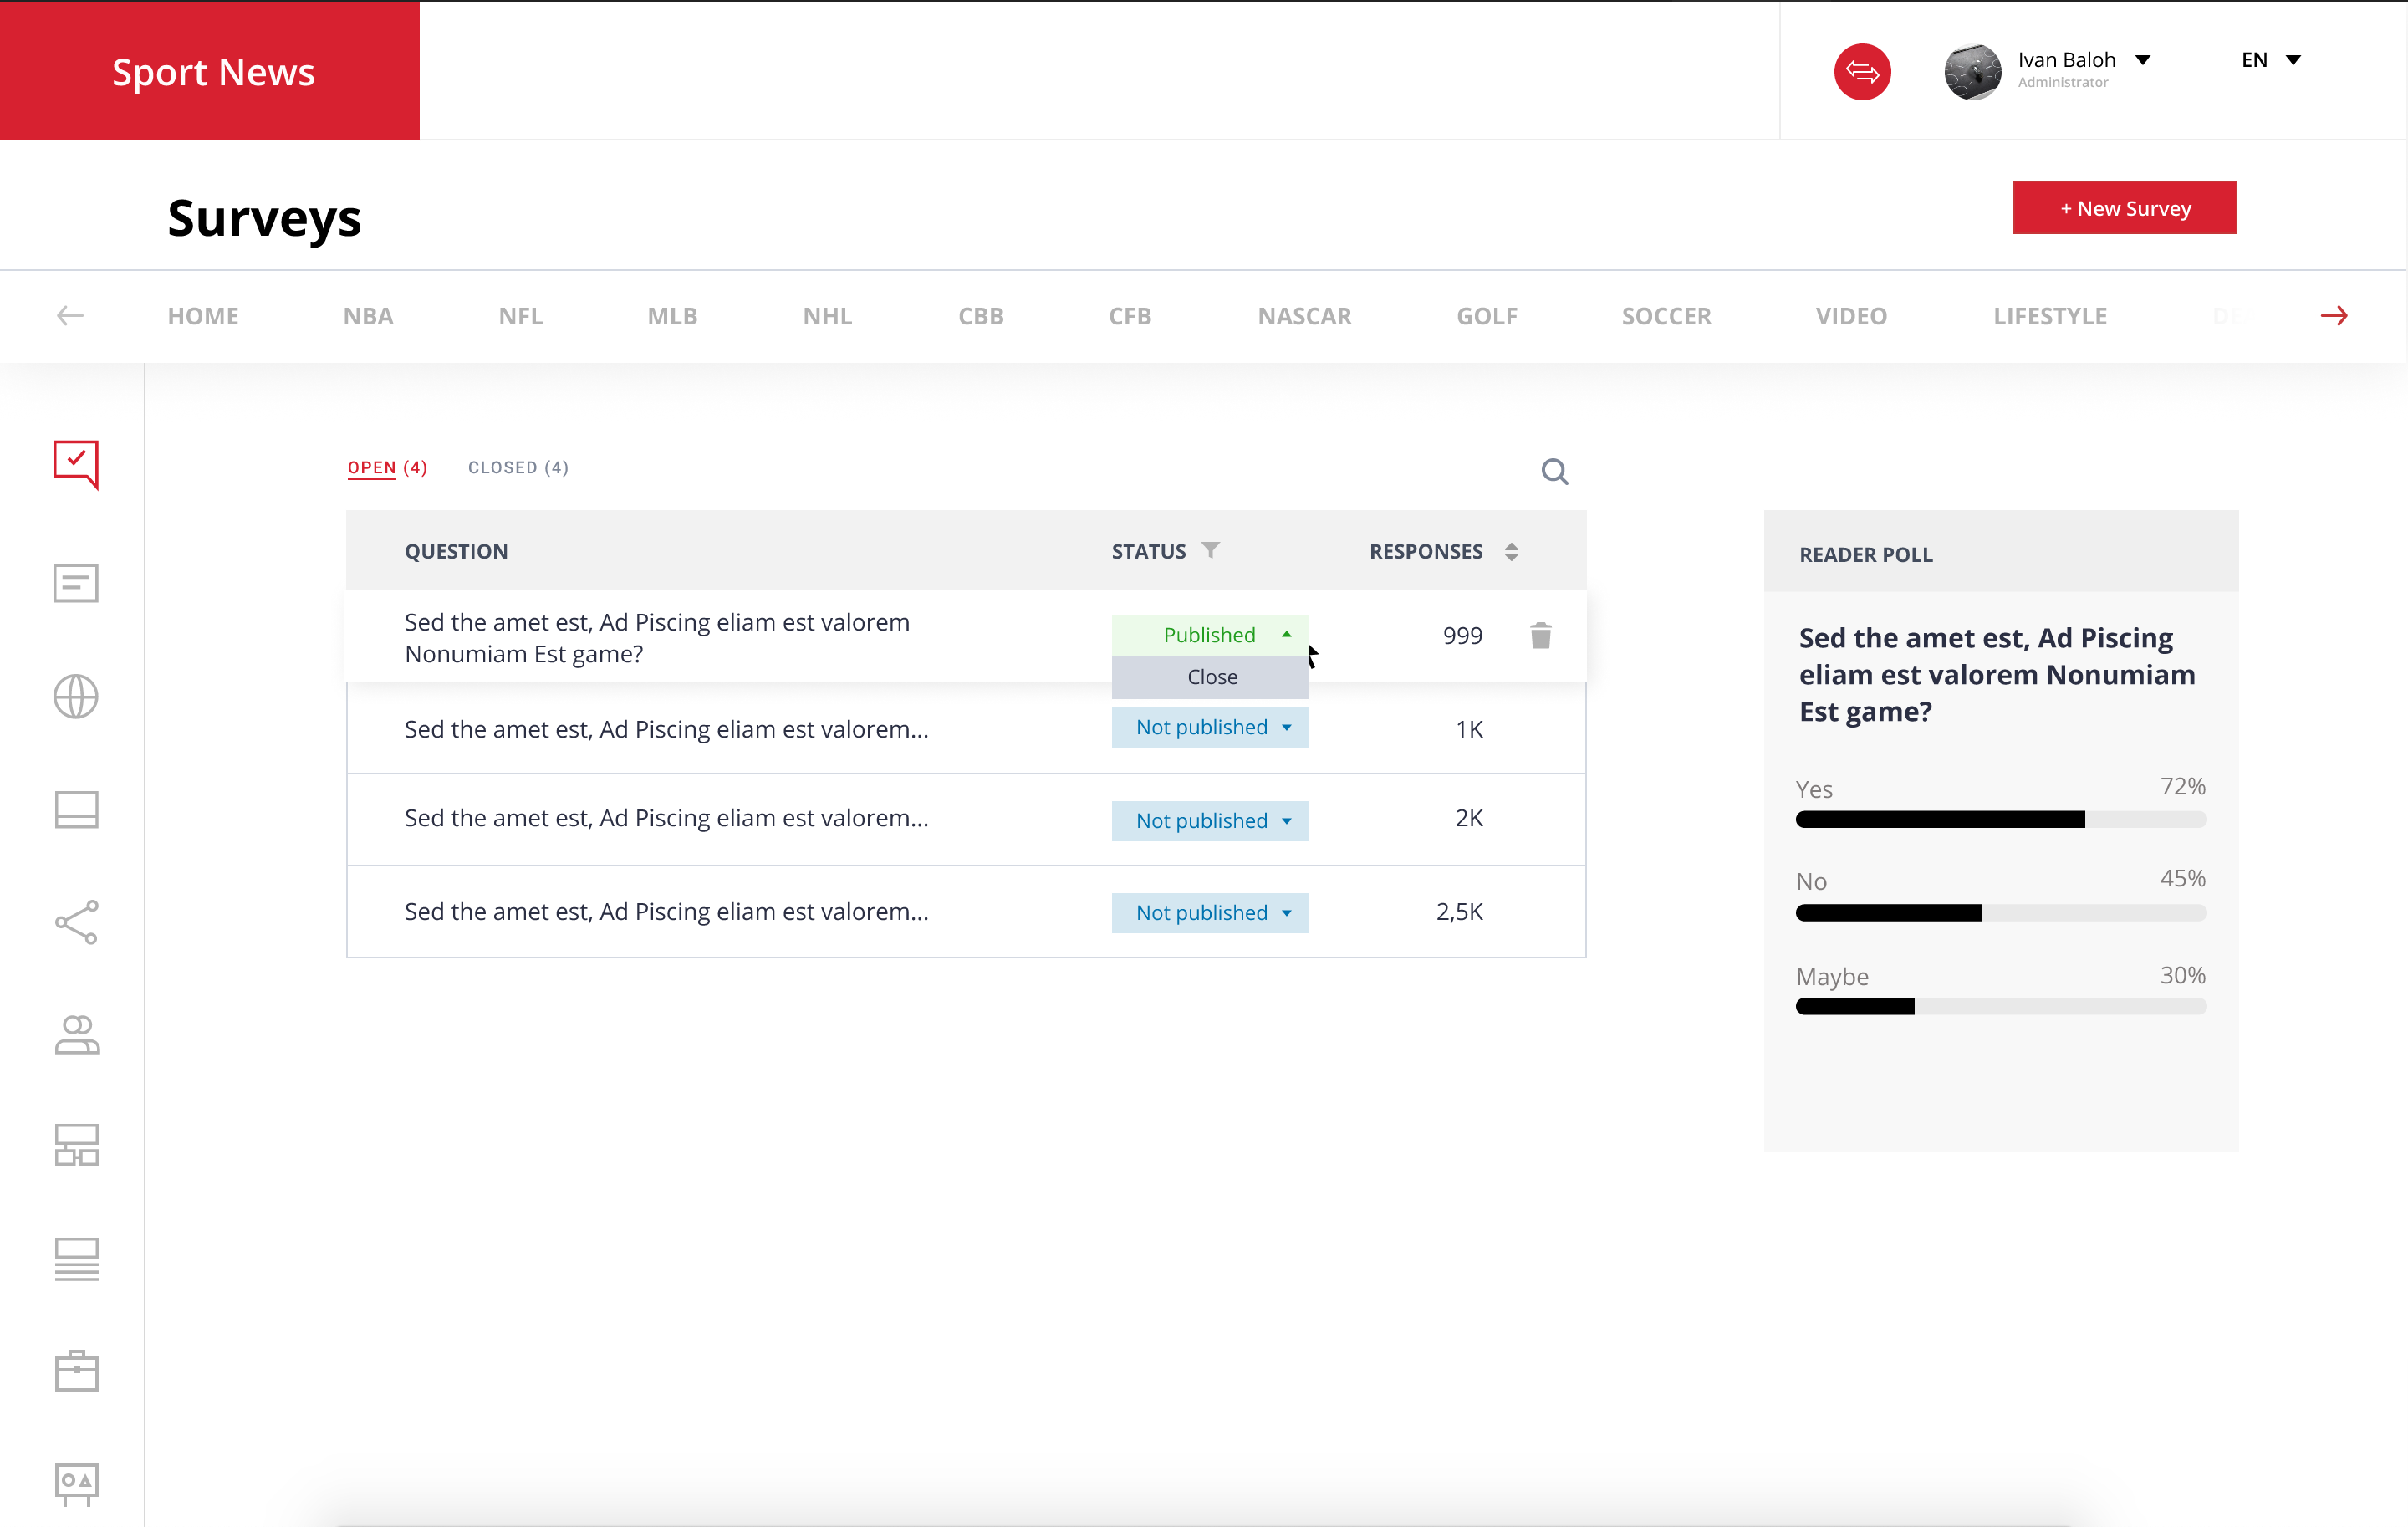 Sport News
Ivan Baloh
Administrator
EN
Surveys
+ New Survey
HOME NBA NFL MLB NHL CBB CFB NASCAR GOLF SOCCER VIDEO LIFESTYLE
OPEN (4) CLOSED (4)
QUESTION STATUS RESPONSES
Sed the amet est, Ad Piscing eliam est valorem
Nonumiam Est game?
Published
999
Close
Sed the amet est, Ad Piscing eliam est valorem... Not published 1K
Sed the amet est, Ad Piscing eliam est valorem... Not published 2K
Sed the amet est, Ad Piscing eliam est valorem... Not published 2,5K
READER POLL
Sed the amet est, Ad Piscing
eliam est valorem Nonumiam
Est game?
Yes 72%
No 45%
Maybe 30%